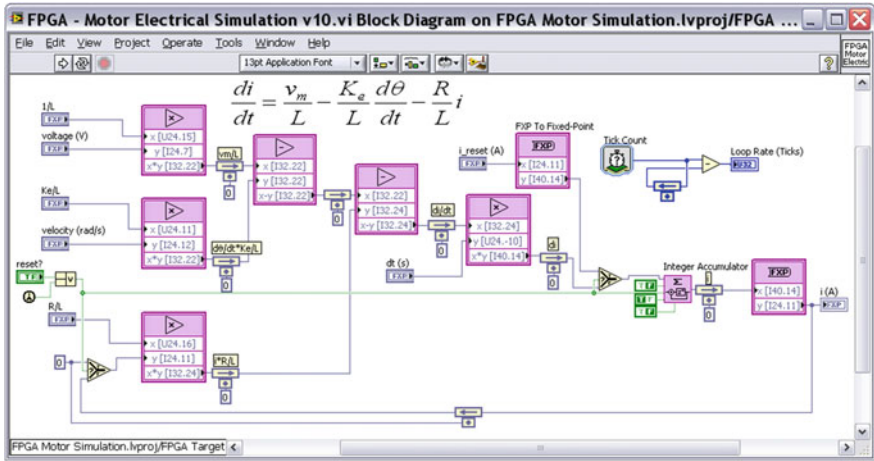 FPGA - Motor Electrical Simulation v10.vi Block Diagram on FPGA Motor Simulation.lvproj/FPGA ...
File Edit View Project Operate Tools Window Help
FPGA
Motor
Electric
13pt Application Font
di/dt = v_m/L − K_e/L dθ/dt − R/L i
1/L
FXP
voltage (V)
FXP
x [U24.15]
y [I24.7]
x*y [I32.22]
vm/L
0
x [I32.22]
y [I32.22]
x-y [I32.22]
0
Ke/L
FXP
velocity (rad/s)
FXP
x [U24.11]
y [I24.12]
x*y [I32.22]
dθ/dt*Ke/L
0
x [I32.22]
y [I32.24]
x-y [I32.24]
di/dt
0
dt (s)
FXP
x [I32.24]
y [U24.-10]
x*y [I40.14]
di
0
i_reset (A)
FXP
FXP To Fixed-Point
FXP
x [I24.11]
y [I40.14]
Tick Count
Loop Rate (Ticks)
U32
0
reset?
TF
R/L
FXP
0
x [U24.16]
y [I24.11]
x*y [I32.24]
i*R/L
0
Integer Accumulator
Σ
i
0
FXP
x [I40.14]
y [I24.11]
i (A)
FXP
FPGA Motor Simulation.lvproj/FPGA Target